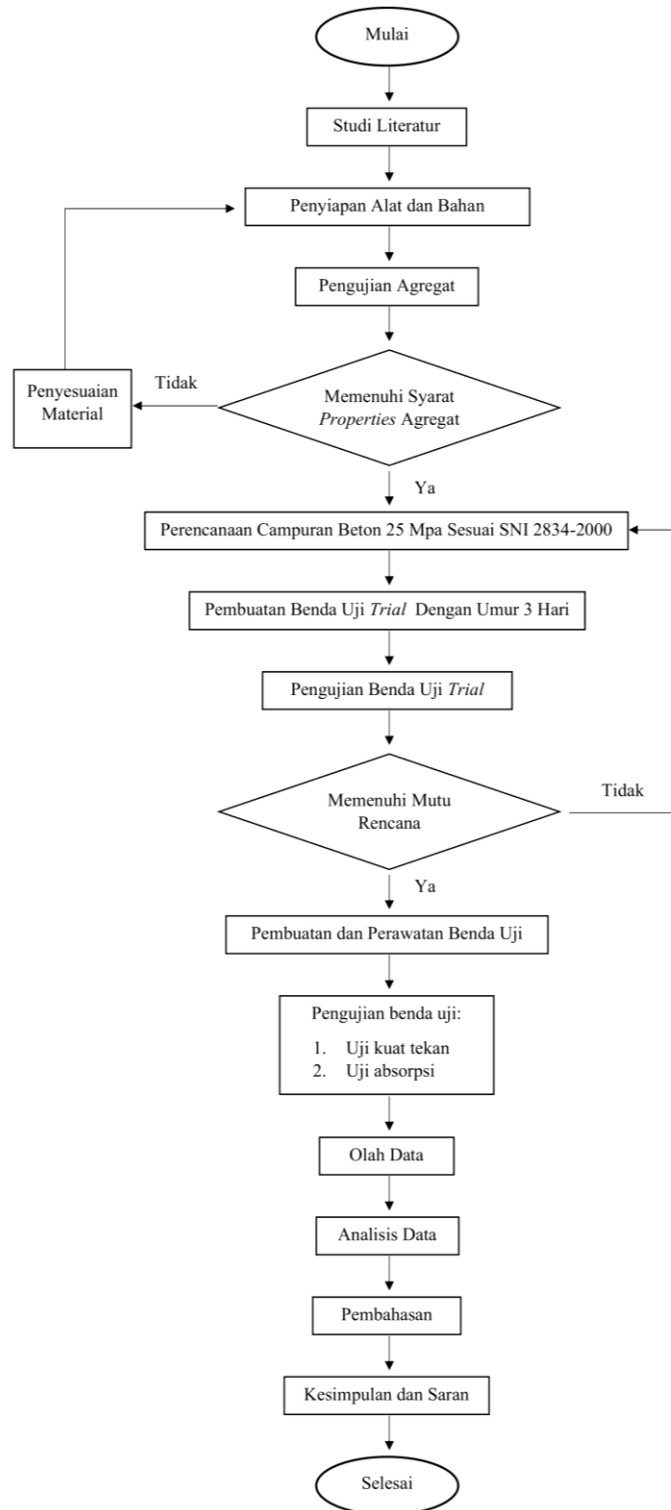 Mulai
Studi Literatur
Penyiapan Alat dan Bahan
Pengujian Agregat
Penyesuaian
Material
Tidak
Memenuhi Syarat
Properties Agregat
Ya
Perencanaan Campuran Beton 25 Mpa Sesuai SNI 2834-2000
Pembuatan Benda Uji Trial Dengan Umur 3 Hari
Pengujian Benda Uji Trial
Memenuhi Mutu
Rencana
Tidak
Ya
Pembuatan dan Perawatan Benda Uji
Pengujian benda uji:
1. Uji kuat tekan
2. Uji absorpsi
Olah Data
Analisis Data
Pembahasan
Kesimpulan dan Saran
Selesai